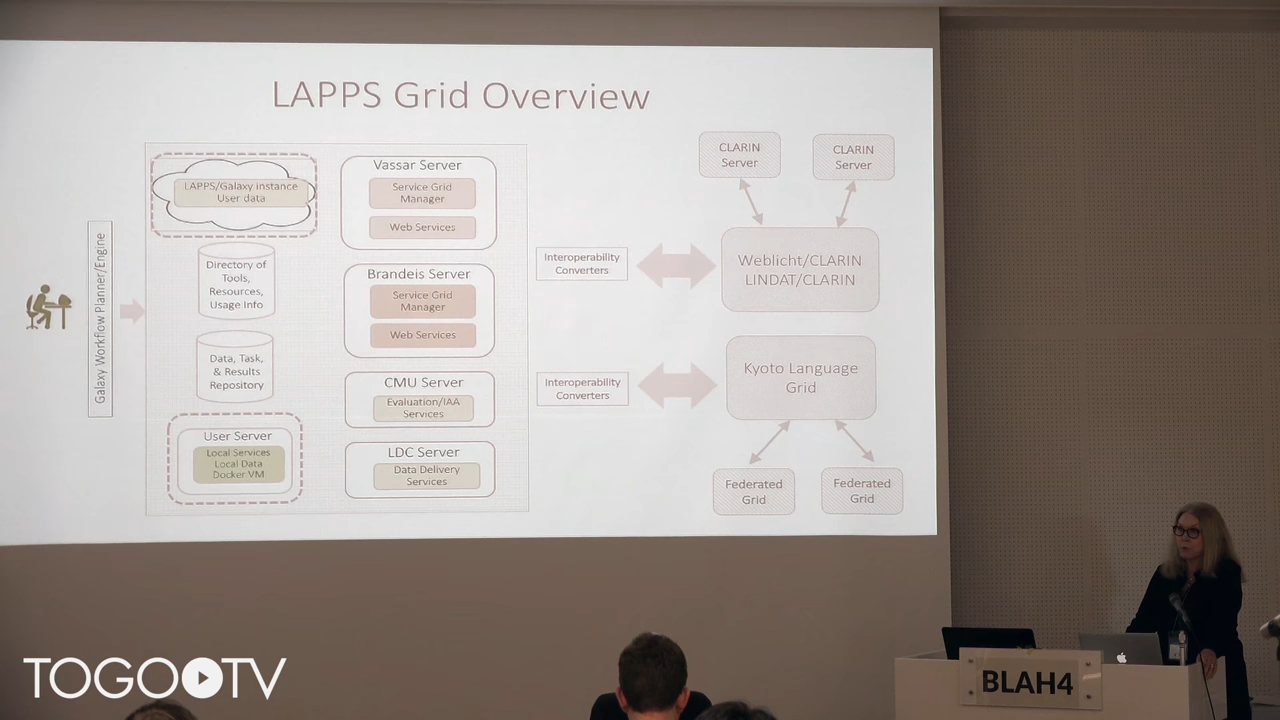 LAPPS Grid Overview
Galaxy Workflow Planner/Engine
LAPPS/Galaxy instance
User data
Directory of
Tools,
Resources,
Usage Info
Data, Task,
& Results
Repository
User Server
Local Services
Local Data
Docker VM
Vassar Server
Service Grid
Manager
Web Services
Brandeis Server
Service Grid
Manager
Web Services
CMU Server
Evaluation/IAA
Services
LDC Server
Data Delivery
Services
Interoperability
Converters
Interoperability
Converters
CLARIN
Server
CLARIN
Server
Weblicht/CLARIN
LINDAT/CLARIN
Kyoto Language
Grid
Federated
Grid
Federated
Grid
BLAH4
TOGOTV